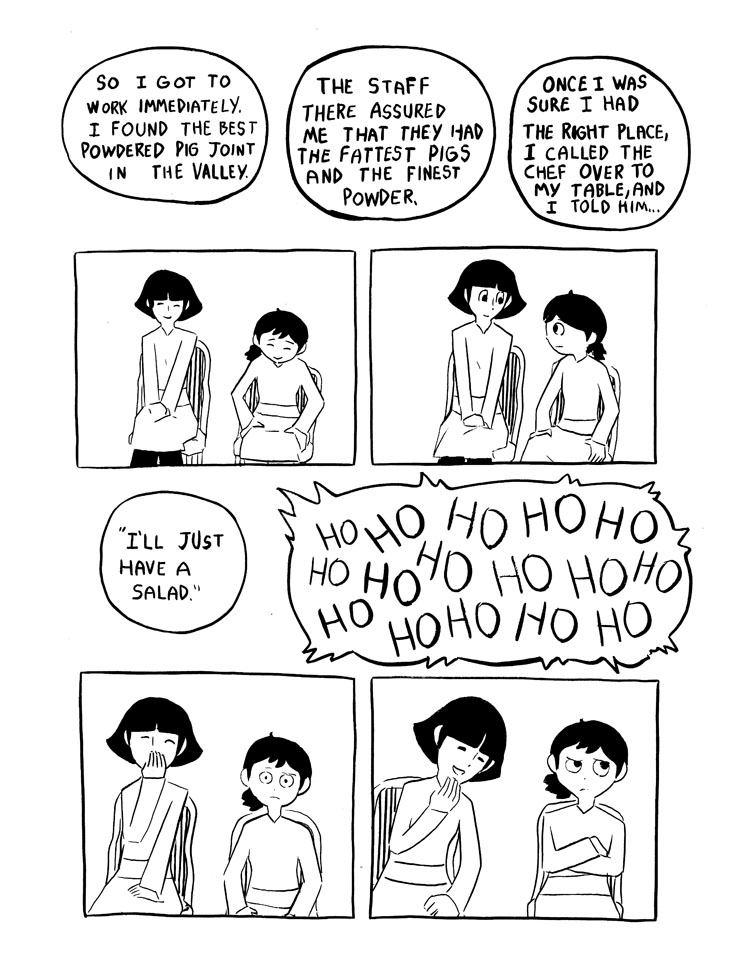 SO I GOT TO
WORK IMMEDIATELY.
I FOUND THE BEST
POWDERED PIG JOINT
IN THE VALLEY.
THE STAFF
THERE ASSURED
ME THAT THEY HAD
THE FATTEST PIGS
AND THE FINEST
POWDER.
ONCE I WAS
SURE I HAD
THE RIGHT PLACE,
I CALLED THE
CHEF OVER TO
MY TABLE, AND
I TOLD HIM...
"I'LL JUST
HAVE A
SALAD."
HO HO HO HO HO
HO HO HO HO HO HO
HO HO HO HO HO